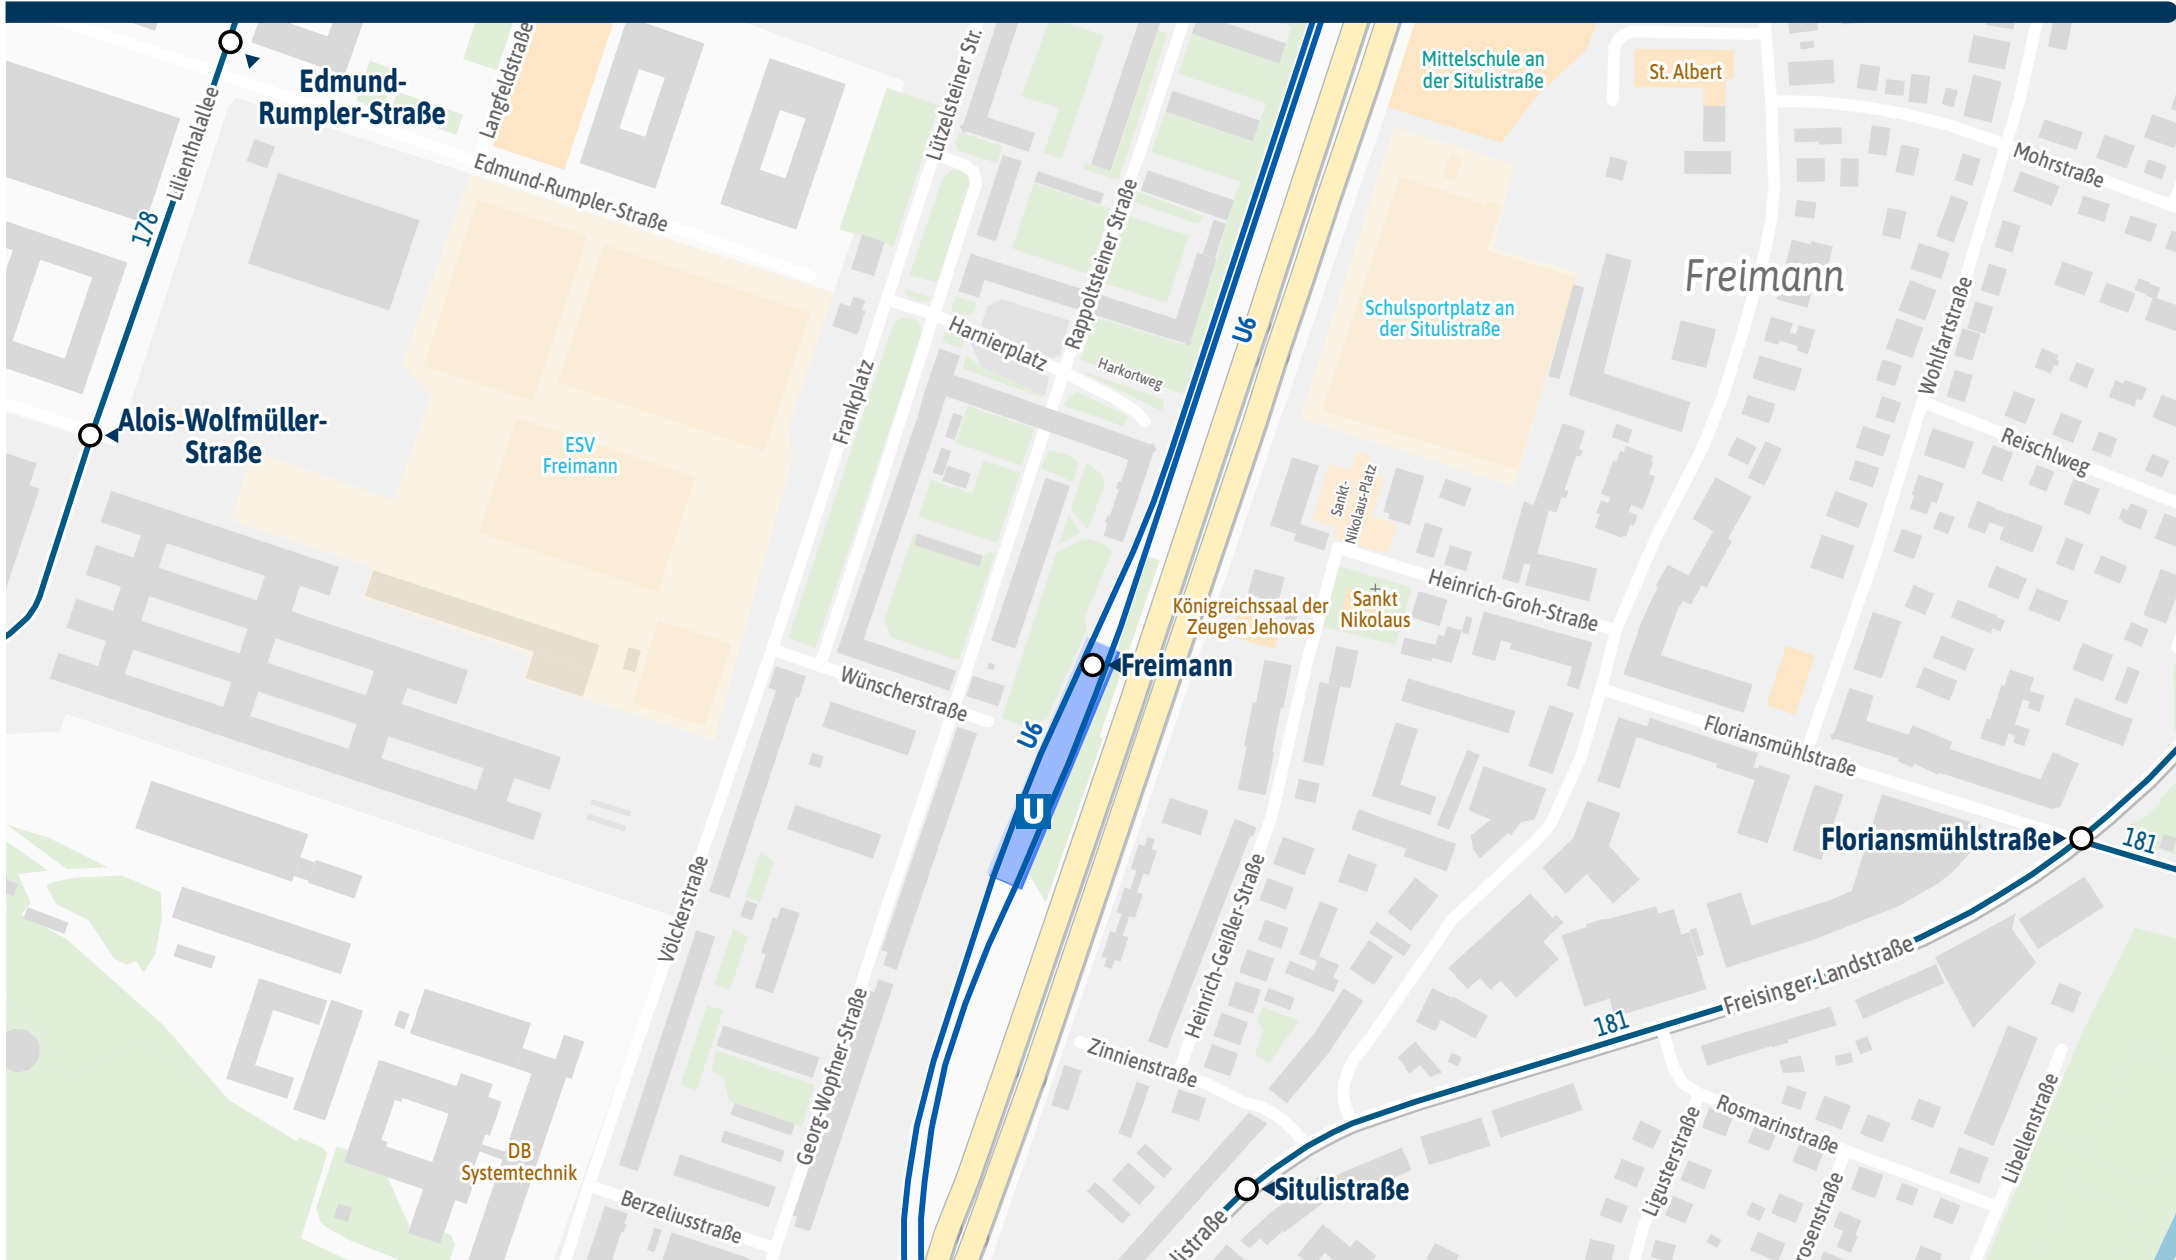 Edmund-
Rumpler-Straße
Langfeldstraße
Lützelsteiner Str.
Mittelschule an
der Situlistraße
St. Albert
Lilienthalallee
178
Edmund-Rumpler-Straße
Rappoltsteiner Straße
Mohrstraße
Freimann
Schulsportplatz an
der Situlistraße
U6
Wohlfartstraße
Harnierplatz
Harkortweg
Frankplatz
Alois-Wolfmüller-
Straße
ESV
Freimann
Reischlweg
Sankt-
Nikolaus-Platz
Heinrich-Groh-Straße
Königreichssaal der
Zeugen Jehovas
Sankt
Nikolaus
Freimann
Wünscherstraße
U6
Floriansmühlstraße
U
Floriansmühlstraße
181
Völckerstraße
Heinrich-Geißler-Straße
Freisinger Landstraße
181
Georg-Wopfner-Straße
Zinnienstraße
Rosmarinstraße
Ligusterstraße
Libellenstraße
DB
Systemtechnik
Situlistraße
Berzeliusstraße
listraße
rosenstraße